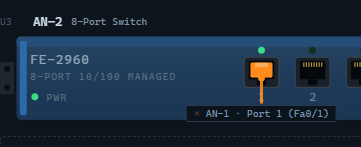 U3 AN-2 8-Port Switch
FE-2960
8-PORT 10/100 MANAGED
PWR
2
× AN-1 · Port 1 (Fa0/1)